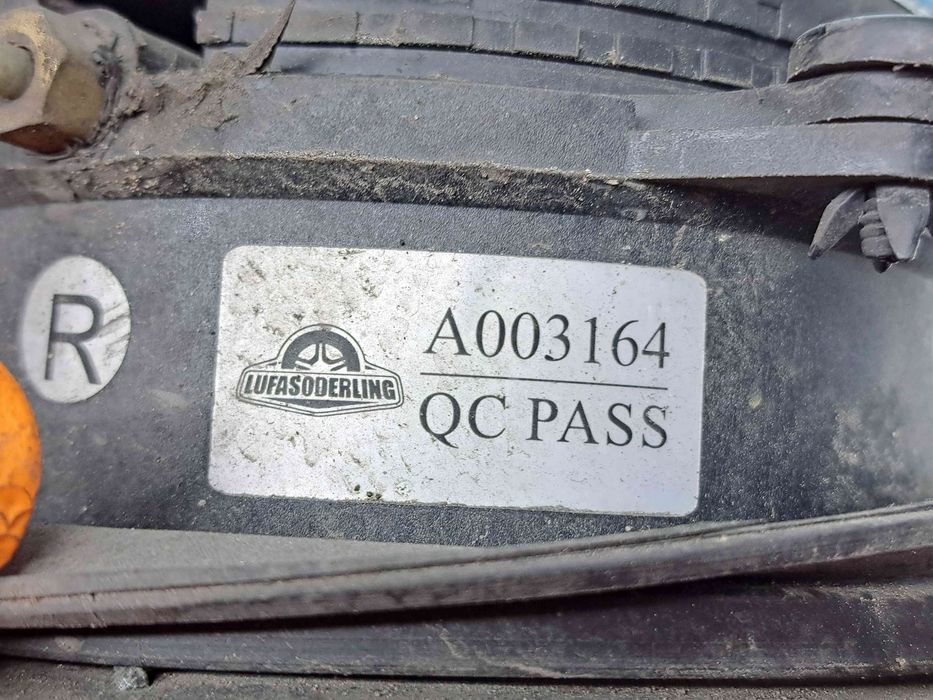 R
LUFASODERLING
A003164
QC PASS